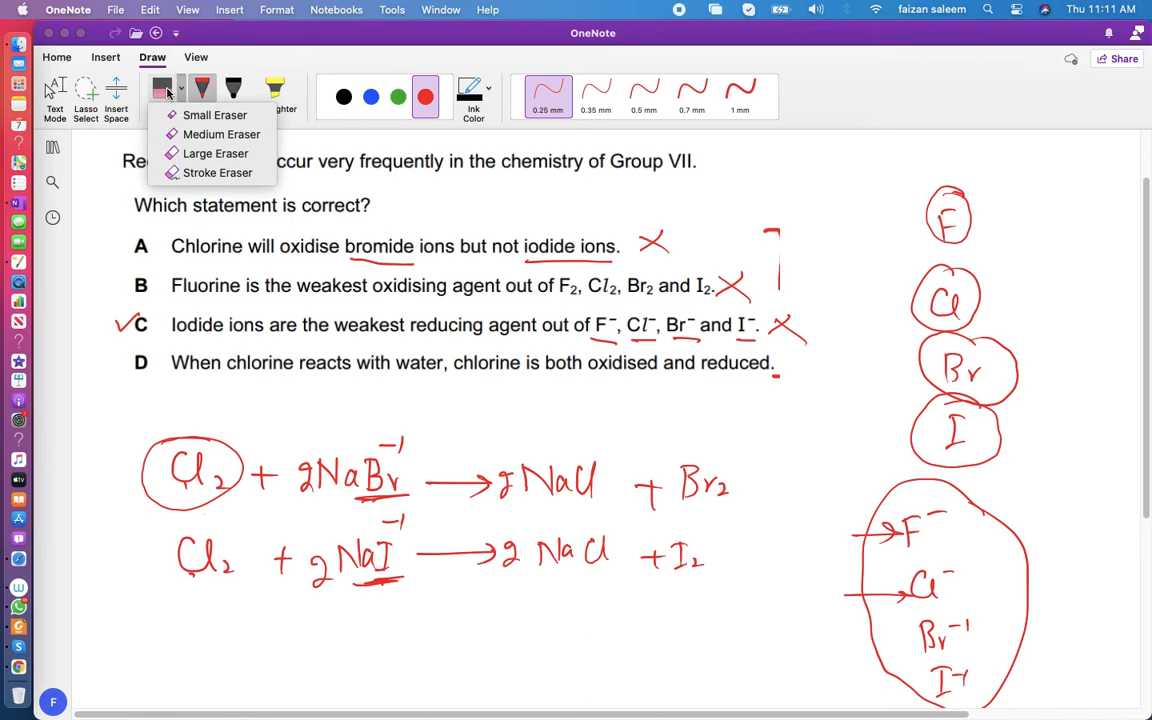 OneNote File Edit View Insert Format Notebooks Tools Window Help faizan saleem Thu 11:11 AM
OneNote
Home Insert Draw View Share
Text Mode Lasso Select Insert Space ghter Ink Color 0.25 mm 0.35 mm 0.5 mm 0.7 mm 1 mm
Small Eraser
Medium Eraser
Large Eraser
Stroke Eraser
Re ccur very frequently in the chemistry of Group VII.
Which statement is correct?
A Chlorine will oxidise bromide ions but not iodide ions.
B Fluorine is the weakest oxidising agent out of F₂, Cl₂, Br₂ and I₂.
C Iodide ions are the weakest reducing agent out of F⁻, Cl⁻, Br⁻ and I⁻.
D When chlorine reacts with water, chlorine is both oxidised and reduced.
F
Cl
Br
I
-1
Cl₂ + 2NaBr → 2NaCl + Br₂
-1
Cl₂ + 2NaI → 2NaCl + I₂
F⁻
Cl⁻
Br⁻¹
I⁻¹
F